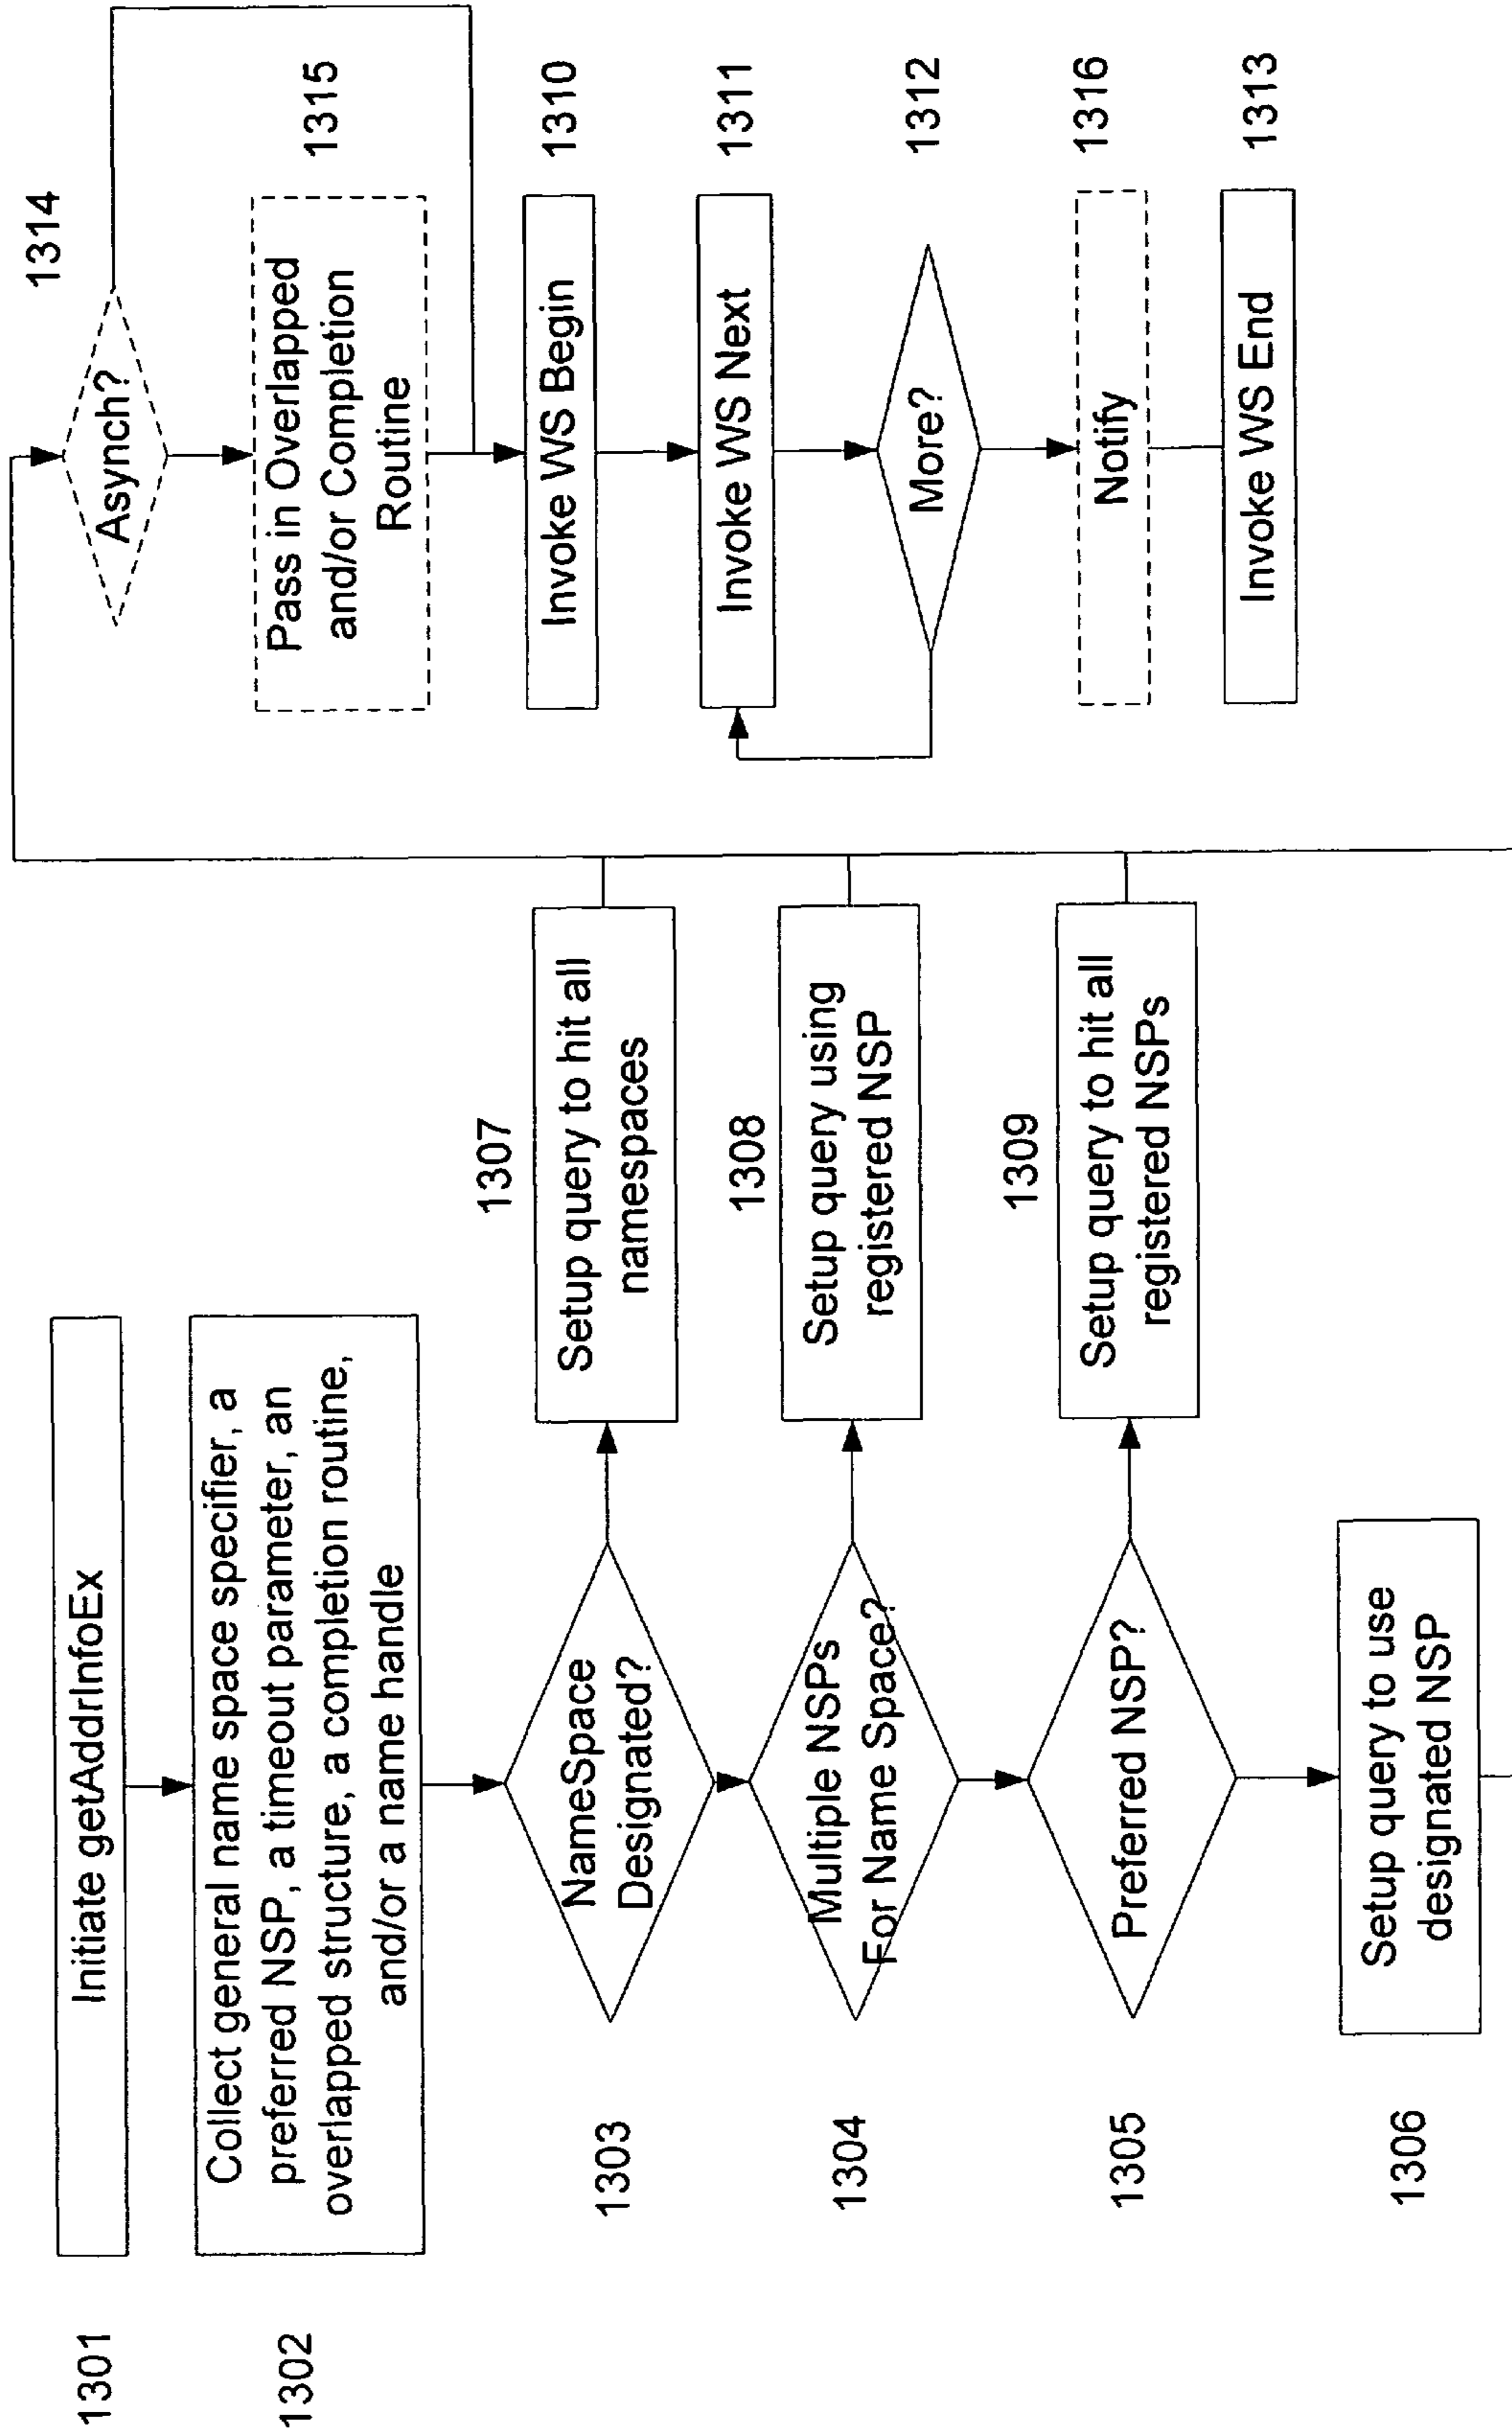 1301
Initiate getAddrInfoEx
1302
Collect general name space specifier, a
preferred NSP, a timeout parameter, an
overlapped structure, a completion routine,
and/or a name handle
1303
NameSpace
Designated?
1307
Setup query to hit all
namespaces
1304
Multiple NSPs
For Name Space?
1308
Setup query using
registered NSP
1305
Preferred NSP?
1309
Setup query to hit all
registered NSPs
1306
Setup query to use
designated NSP
1314
Asynch?
Pass in Overlapped
and/or Completion
Routine
1315
Invoke WS Begin
1310
Invoke WS Next
1311
More?
1312
Notify
1316
Invoke WS End
1313